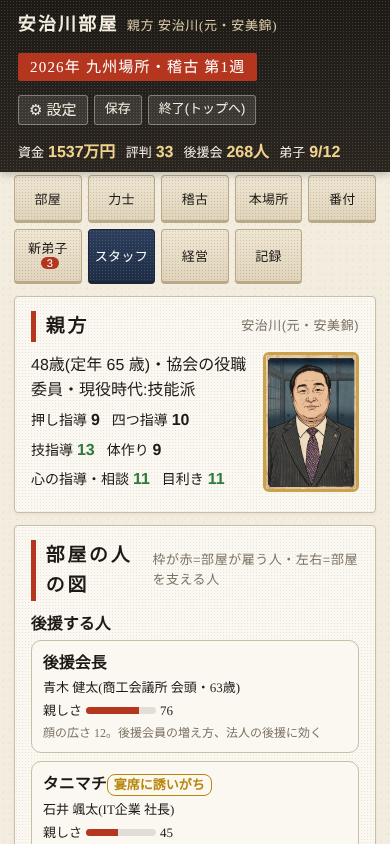 安治川部屋 親方 安治川(元・安美錦)
2026年 九州場所・稽古 第1週
⚙ 設定 保存 終了(トップへ)
資金 1537万円 評判 33 後援会 268人 弟子 9/12
部屋 力士 稽古 本場所 番付
新弟子 3 スタッフ 経営 記録
親方 安治川(元・安美錦)
48歳(定年 65 歳)・協会の役職
委員・現役時代:技能派
押し指導 9 四つ指導 10
技指導 13 体作り 9
心の指導・相談 11 目利き 11
部屋の人の図 枠が赤=部屋が雇う人・左右=部屋を支える人
後援する人
後援会長
青木 健太(商工会議所 会頭・63歳)
親しさ 76
顔の広さ 12。後援会員の増え方、法人の後援に効く
タニマチ 宴席に誘いがち
石井 颯太(IT企業 社長)
親しさ 45